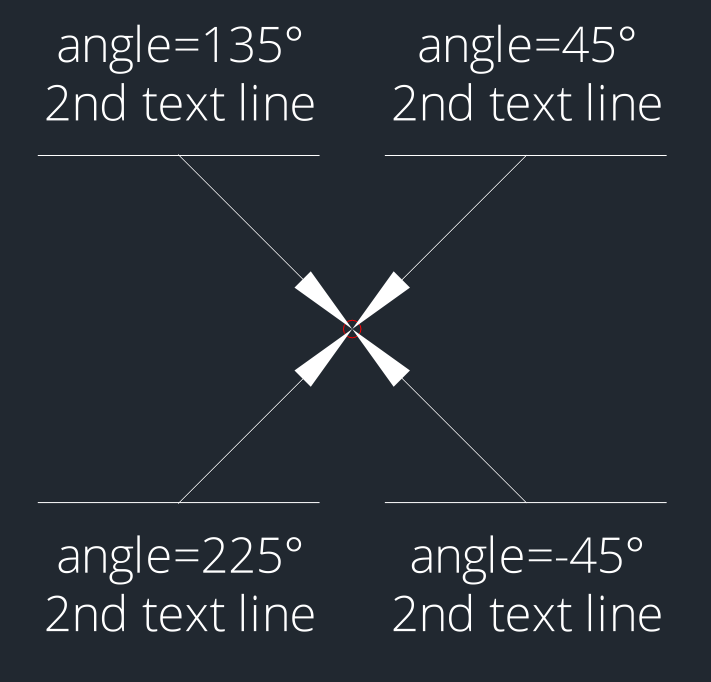 angle=135°
2nd text line
angle=45°
2nd text line
angle=225°
2nd text line
angle=-45°
2nd text line